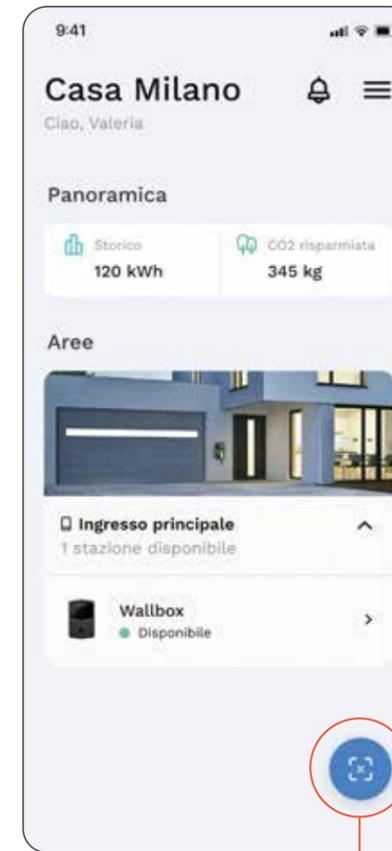 9:41
Casa Milano
Ciao, Valeria
Panoramica
Storico
120 kWh
CO2 risparmiata
345 kg
Aree
Ingresso principale
1 stazione disponibile
Wallbox
Disponibile